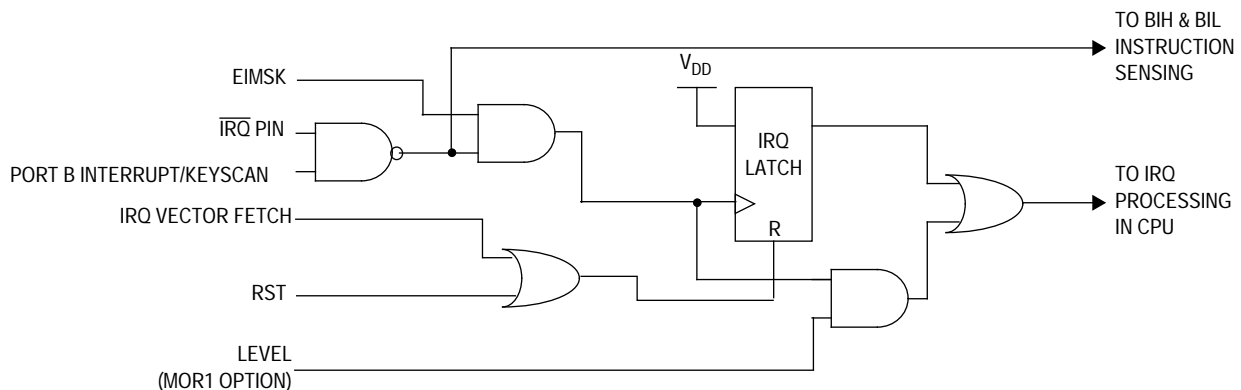 TO BIH & BIL
INSTRUCTION
SENSING
EIMSK
VDD
IRQ PIN
IRQ
LATCH
PORT B INTERRUPT/KEYSCAN
TO IRQ
PROCESSING
IN CPU
IRQ VECTOR FETCH
R
RST
LEVEL
(MOR1 OPTION)